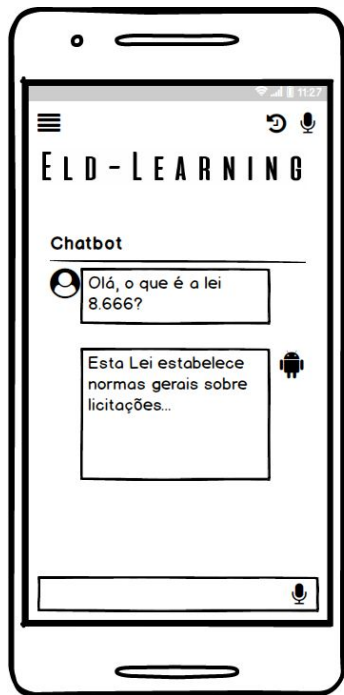 11:27
ELD-LEARNING
Chatbot
Olá, o que é a lei
8.666?
Esta Lei estabelece
normas gerais sobre
licitações...